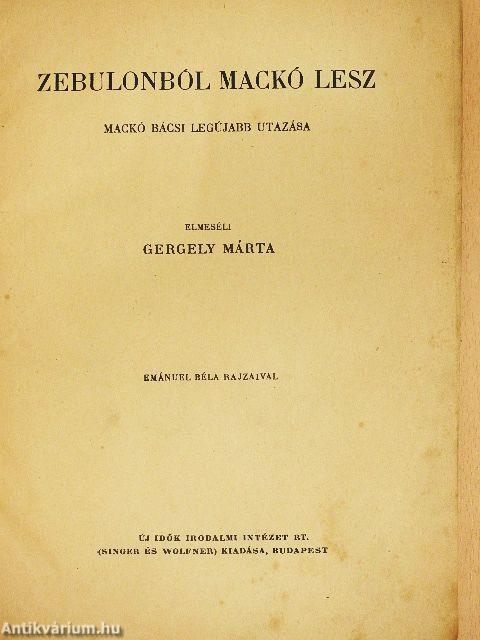 ZEBULONBÓL MACKÓ LESZ
MACKÓ BÁCSI LEGÚJABB UTAZÁSA
ELMESÉLI
GERGELY MÁRTA
EMÁNUEL BÉLA RAJZAIVAL
ÚJ IDŐK IRODALMI INTÉZET RT.
(SINGER ÉS WOLFNER) KIADÁSA, BUDAPEST
Antikvárium.hu